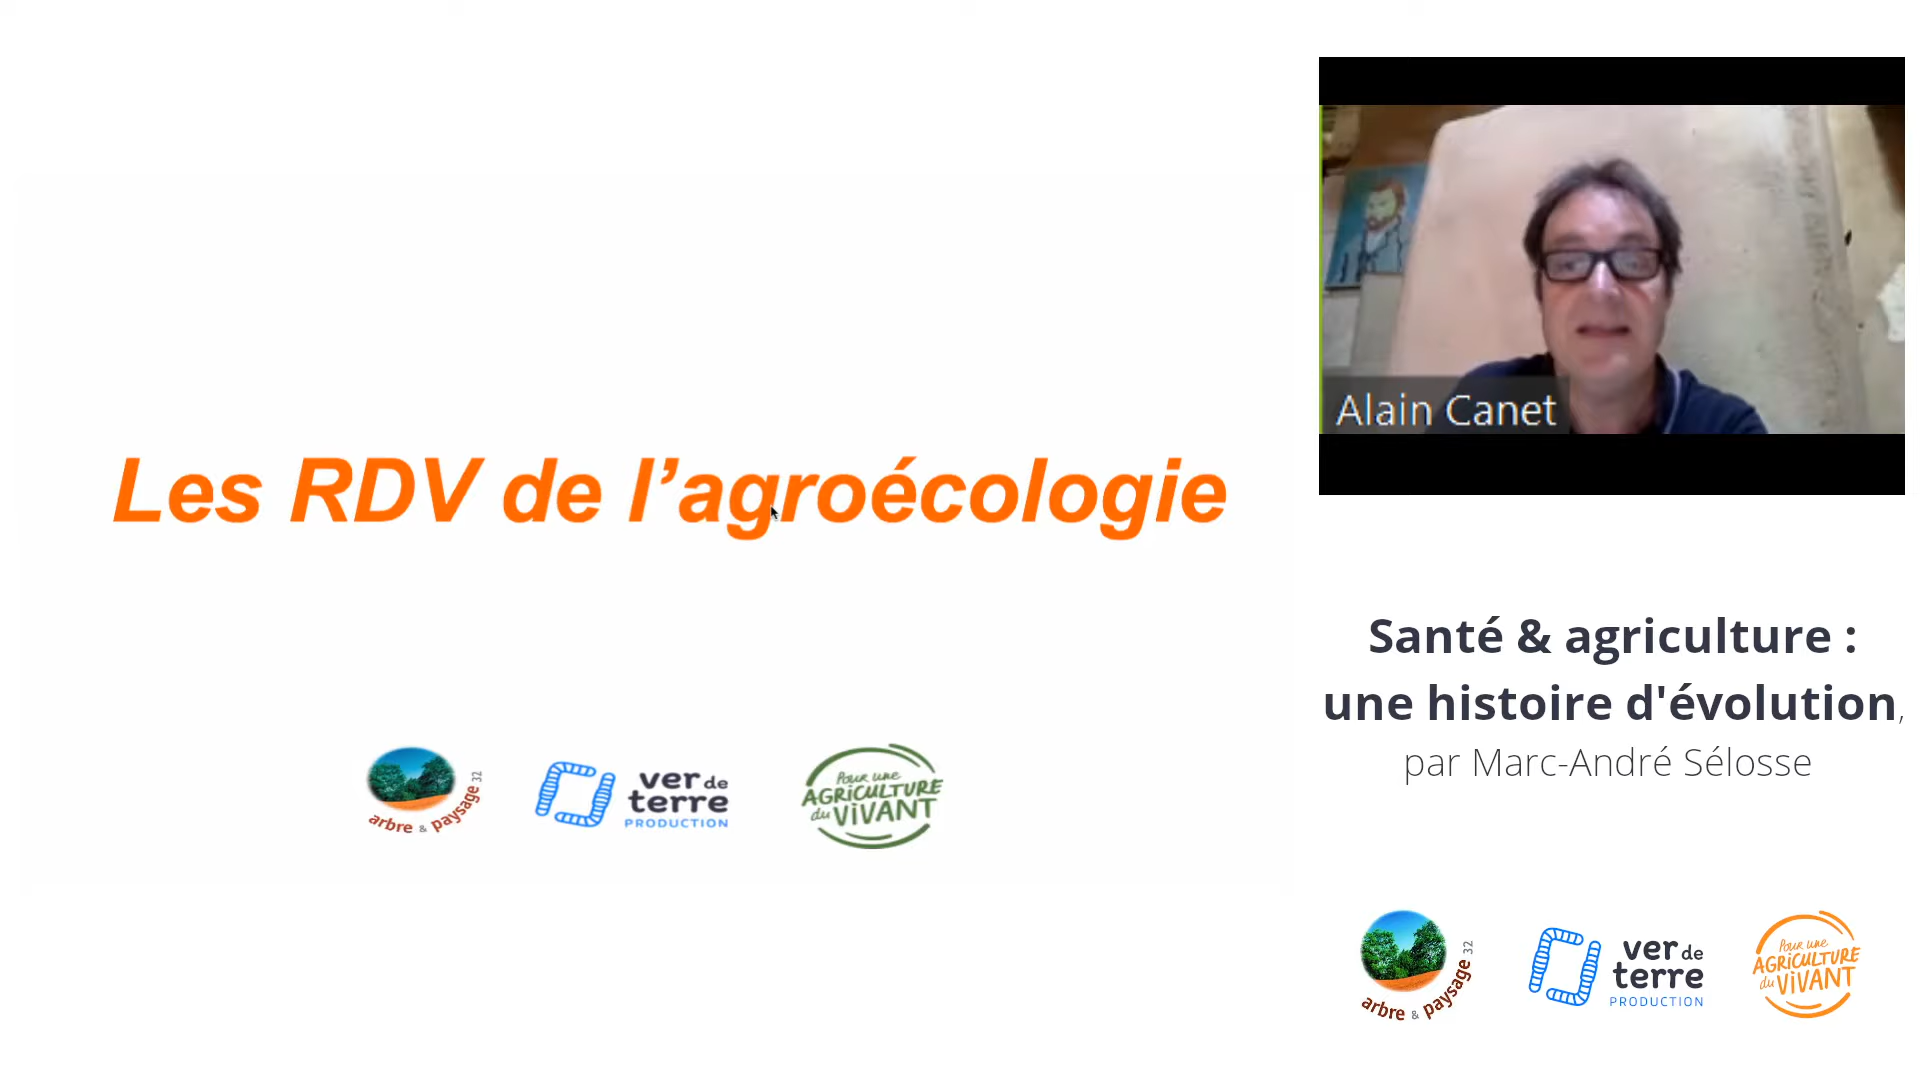 Les RDV de l’agroécologie
arbre & paysage 32
ver de
terre
PRODUCTION
Pour une
AGRiCULTURE
du ViVANT
Alain Canet
Santé & agriculture :
une histoire d'évolution,
par Marc-André Sélosse
arbre & paysage 32
ver de
terre
PRODUCTION
Pour une
AGRiCULTURE
du ViVANT